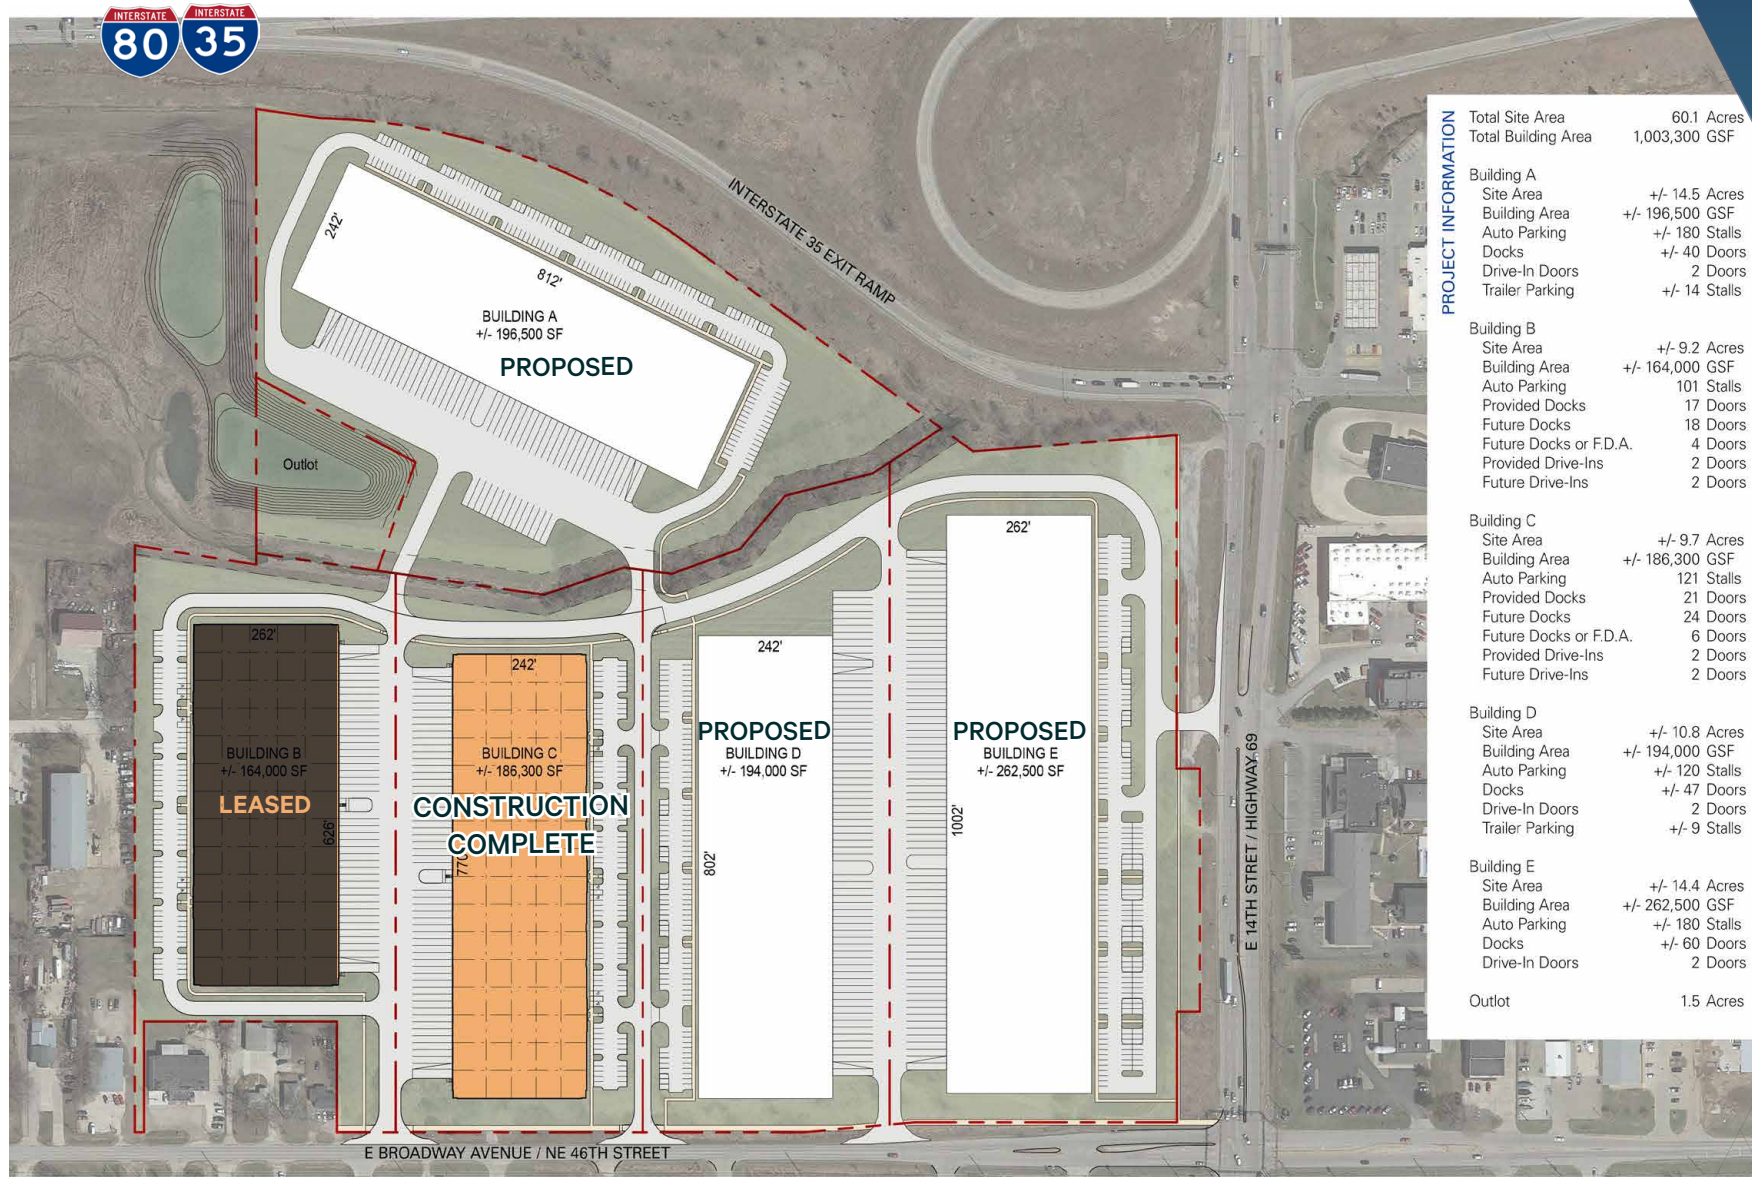 INTERSTATE
80
INTERSTATE
35
INTERSTATE 35 EXIT RAMP
242'
812'
BUILDING A
+/- 196,500 SF
PROPOSED
Outlot
262'
BUILDING B
+/- 164,000 SF
LEASED
626'
242'
BUILDING C
+/- 186,300 SF
CONSTRUCTION
COMPLETE
242'
PROPOSED
BUILDING D
+/- 194,000 SF
802'
262'
PROPOSED
BUILDING E
+/- 262,500 SF
1002'
E 14TH STRET / HIGHWAY 69
E BROADWAY AVENUE / NE 46TH STREET
PROJECT INFORMATION
Total Site Area 60.1 Acres
Total Building Area 1,003,300 GSF
Building A
Site Area +/- 14.5 Acres
Building Area +/- 196,500 GSF
Auto Parking +/- 180 Stalls
Docks +/- 40 Doors
Drive-In Doors 2 Doors
Trailer Parking +/- 14 Stalls
Building B
Site Area +/- 9.2 Acres
Building Area +/- 164,000 GSF
Auto Parking 101 Stalls
Provided Docks 17 Doors
Future Docks 18 Doors
Future Docks or F.D.A. 4 Doors
Provided Drive-Ins 2 Doors
Future Drive-Ins 2 Doors
Building C
Site Area +/- 9.7 Acres
Building Area +/- 186,300 GSF
Auto Parking 121 Stalls
Provided Docks 21 Doors
Future Docks 24 Doors
Future Docks or F.D.A. 6 Doors
Provided Drive-Ins 2 Doors
Future Drive-Ins 2 Doors
Building D
Site Area +/- 10.8 Acres
Building Area +/- 194,000 GSF
Auto Parking +/- 120 Stalls
Docks +/- 47 Doors
Drive-In Doors 2 Doors
Trailer Parking +/- 9 Stalls
Building E
Site Area +/- 14.4 Acres
Building Area +/- 262,500 GSF
Auto Parking +/- 180 Stalls
Docks +/- 60 Doors
Drive-In Doors 2 Doors
Outlot 1.5 Acres